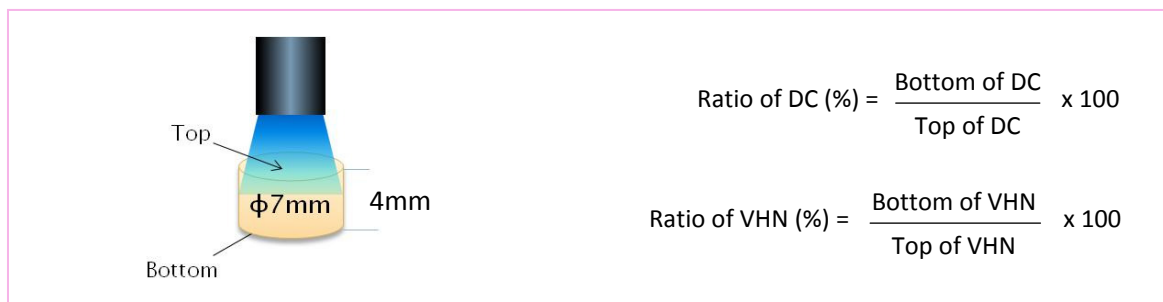 Top
ϕ7mm
4mm
Bottom
Ratio of DC (%) = Bottom of DC / Top of DC x 100
Ratio of VHN (%) = Bottom of VHN / Top of VHN x 100